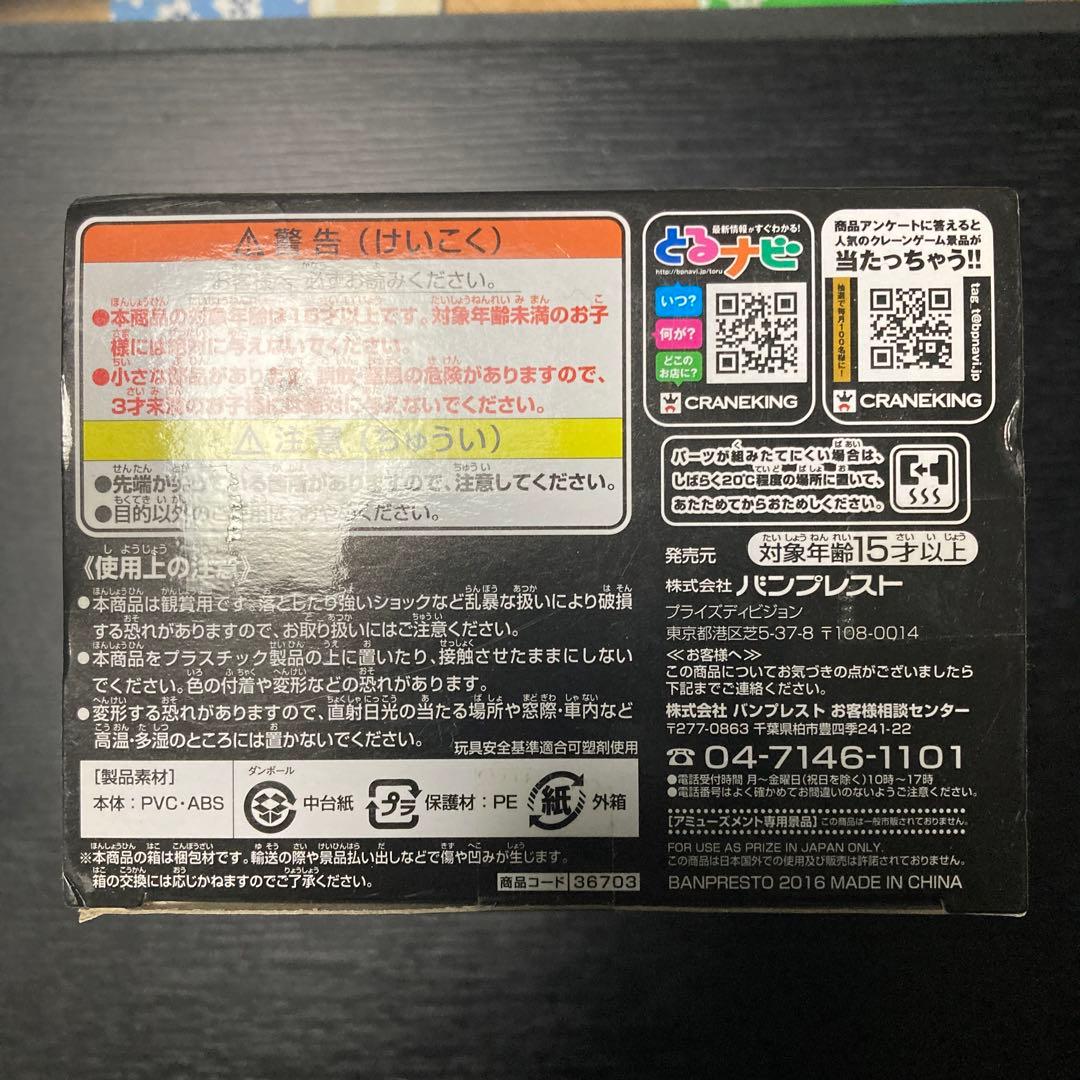 ⚠警告(けいこく)
お読みください。
●本商品の対象年齢は15才以上です。対象年齢未満のお子
様には絶対に与えないでください。
●小さな部品があります。誤飲・窒息の危険がありますので、
3才未満のお子様には絶対に与えないでください。
⚠注意(ちゅうい)
●先端が尖っている箇所がありますので、注意してください。
●目的以外のご使用は、おやめください。
《使用上の注意》
●本商品は観賞用です。落としたり強いショックなど乱暴な扱いにより破損
する恐れがありますので、お取り扱いにはご注意ください。
●本商品をプラスチック製品の上に置いたり、接触させたままにしない
でください。色の付着や変形などの恐れがあります。
●変形する恐れがありますので、直射日光の当たる場所や窓際・車内など
高温・多湿のところには置かないでください。
玩具安全基準適合可塑剤使用
【製品素材】
本体:PVC・ABS
ダンボール
中台紙
プラ
保護材:PE
紙
外箱
※本商品の箱は梱包材です。輸送の際や景品払い出しなどで傷や凹みが生じます。
箱の交換には応じかねますのでご了承ください。
商品コード 36703
最新情報がすぐわかる!
とるナビ
http://bpnavi.jp/toru
いつ?
何が?
どこの
お店に?
CRANEKING
商品アンケートに答えると
人気のクレーンゲーム景品が
当たっちゃう!!
抽選で毎月100名様に!
tag_t@bpnavi.jp
CRANEKING
パーツが組みたてにくい場合は、
しばらく20℃程度の場所に置いて、
あたためてからおためしください。
対象年齢15才以上
発売元
株式会社 バンプレスト
プライズディビジョン
東京都港区芝5-37-8 〒108-0014
≪お客様へ≫
この商品についてお気づきの点がございましたら
下記までご連絡ください。
株式会社 バンプレスト お客様相談センター
〒277-0863 千葉県柏市豊四季241-22
☎04-7146-1101
●電話受付時間 月〜金曜日(祝日を除く)10時〜17時
●電話番号はよく確かめてお間違いのないようご注意ください。
【アミューズメント専用景品】この商品は一般市販されておりません。
FOR USE AS PRIZE IN JAPAN ONLY.
この商品は日本国外での使用及び販売は許諾されておりません。
BANPRESTO 2016 MADE IN CHINA